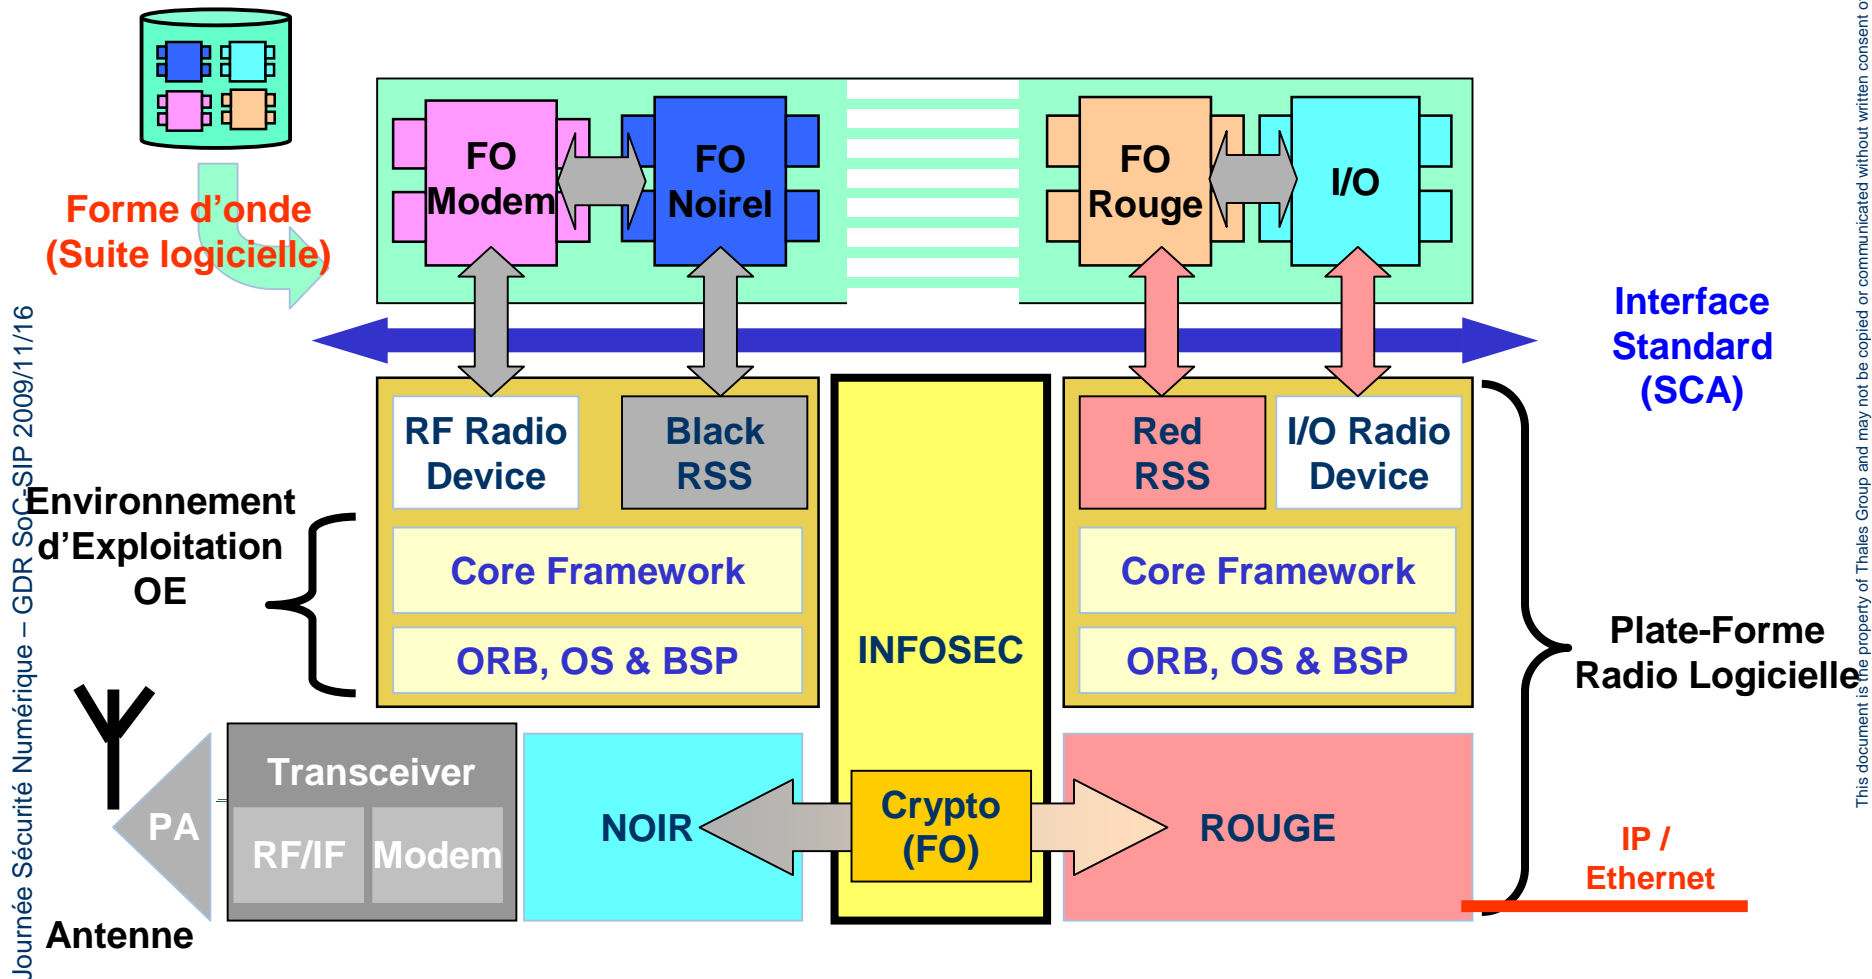 Forme d'onde
(Suite logicielle)
FO
Modem
FO
Noirel
FO
Rouge
I/O
Interface
Standard
(SCA)
RF Radio
Device
Black
RSS
Red
RSS
I/O Radio
Device
Environnement
d'Exploitation
OE
Core Framework
Core Framework
ORB, OS & BSP
ORB, OS & BSP
INFOSEC
Plate-Forme
Radio Logicielle
Transceiver
PA
RF/IF
Modem
NOIR
Crypto
(FO)
ROUGE
IP /
Ethernet
Antenne
Journée Sécurité Numérique – GDR SoC-SIP 2009/11/16
This document is the property of Thales Group and may not be copied or communicated without written consent of